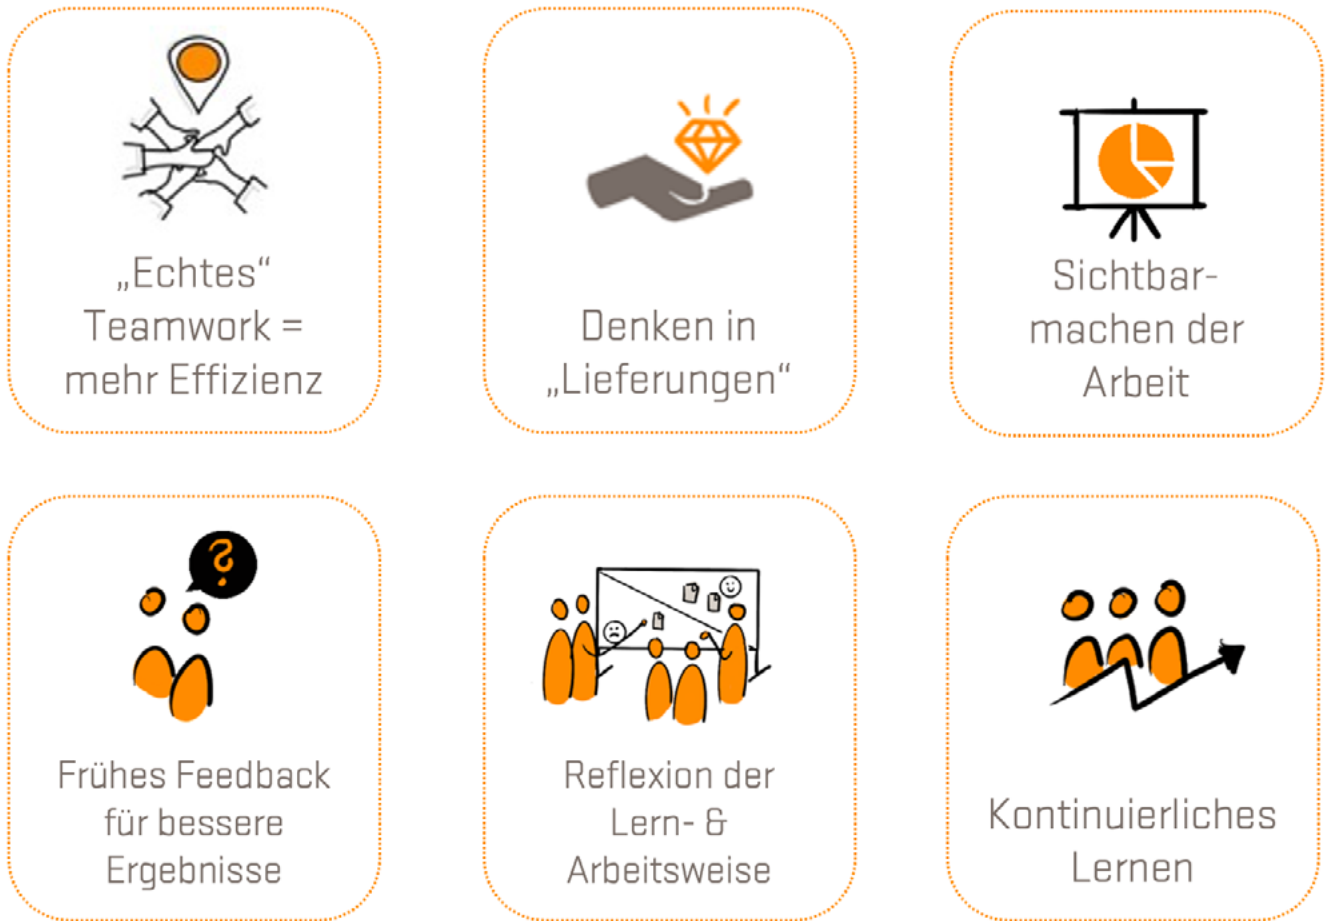 „Echtes“
Teamwork =
mehr Effizienz
Denken in
„Lieferungen“
Sichtbar-
machen der
Arbeit
?
Frühes Feedback
für bessere
Ergebnisse
Reflexion der
Lern- &
Arbeitsweise
Kontinuierliches
Lernen